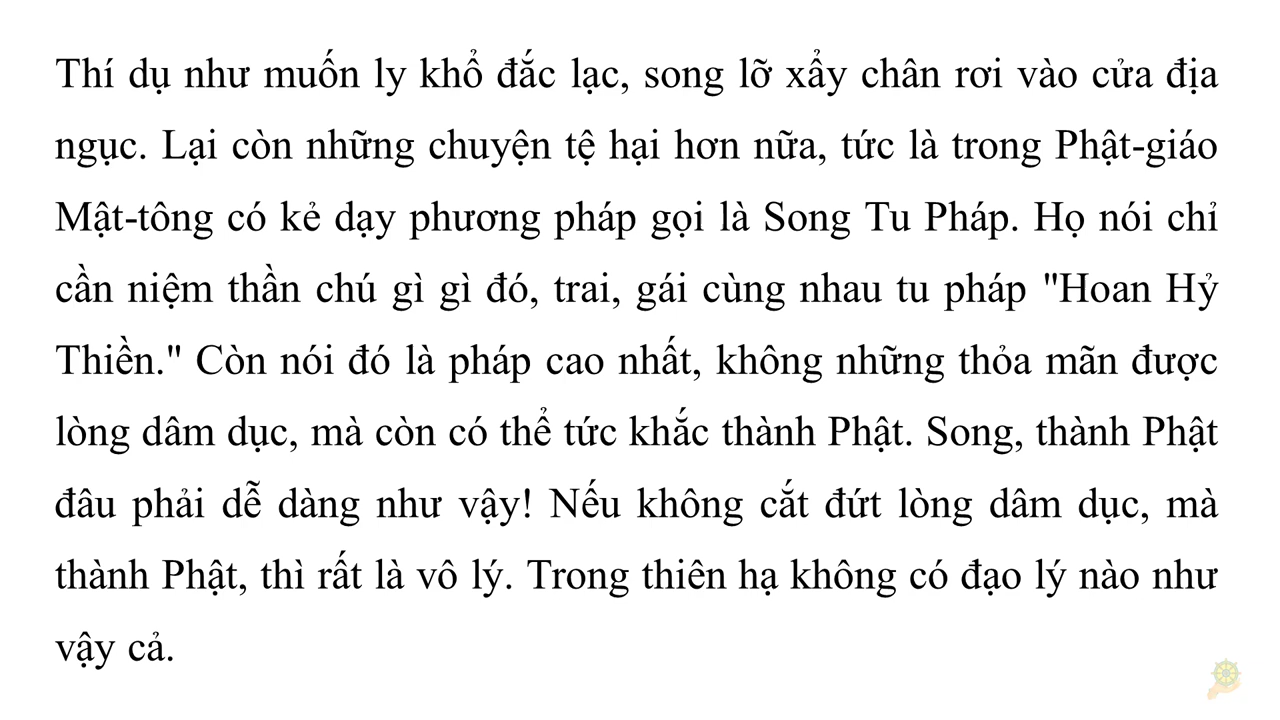 Thí dụ như muốn ly khổ đắc lạc, song lỡ xẩy chân rơi vào cửa địa
ngục. Lại còn những chuyện tệ hại hơn nữa, tức là trong Phật-giáo
Mật-tông có kẻ dạy phương pháp gọi là Song Tu Pháp. Họ nói chỉ
cần niệm thần chú gì gì đó, trai, gái cùng nhau tu pháp "Hoan Hỷ
Thiền." Còn nói đó là pháp cao nhất, không những thỏa mãn được
lòng dâm dục, mà còn có thể tức khắc thành Phật. Song, thành Phật
đâu phải dễ dàng như vậy! Nếu không cắt đứt lòng dâm dục, mà
thành Phật, thì rất là vô lý. Trong thiên hạ không có đạo lý nào như
vậy cả.